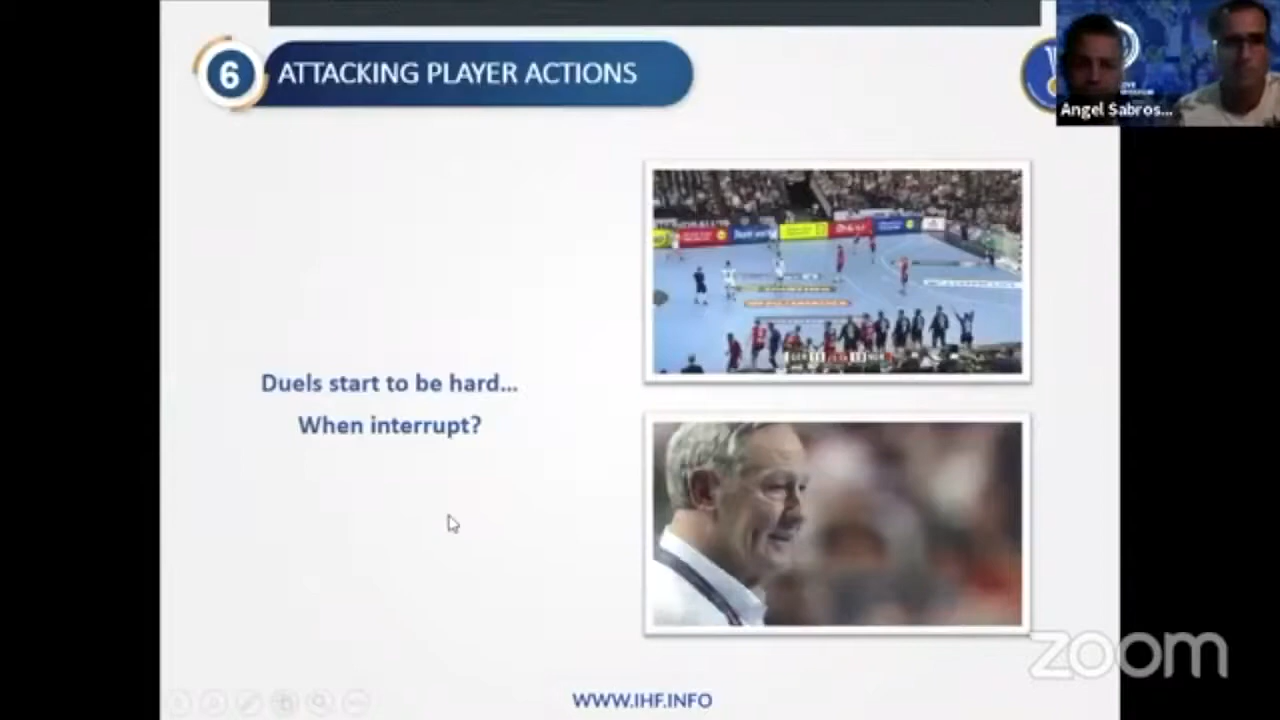 6
ATTACKING PLAYER ACTIONS
Angel Sabros...
Duels start to be hard...
When interrupt?
zoom
WWW.IHF.INFO